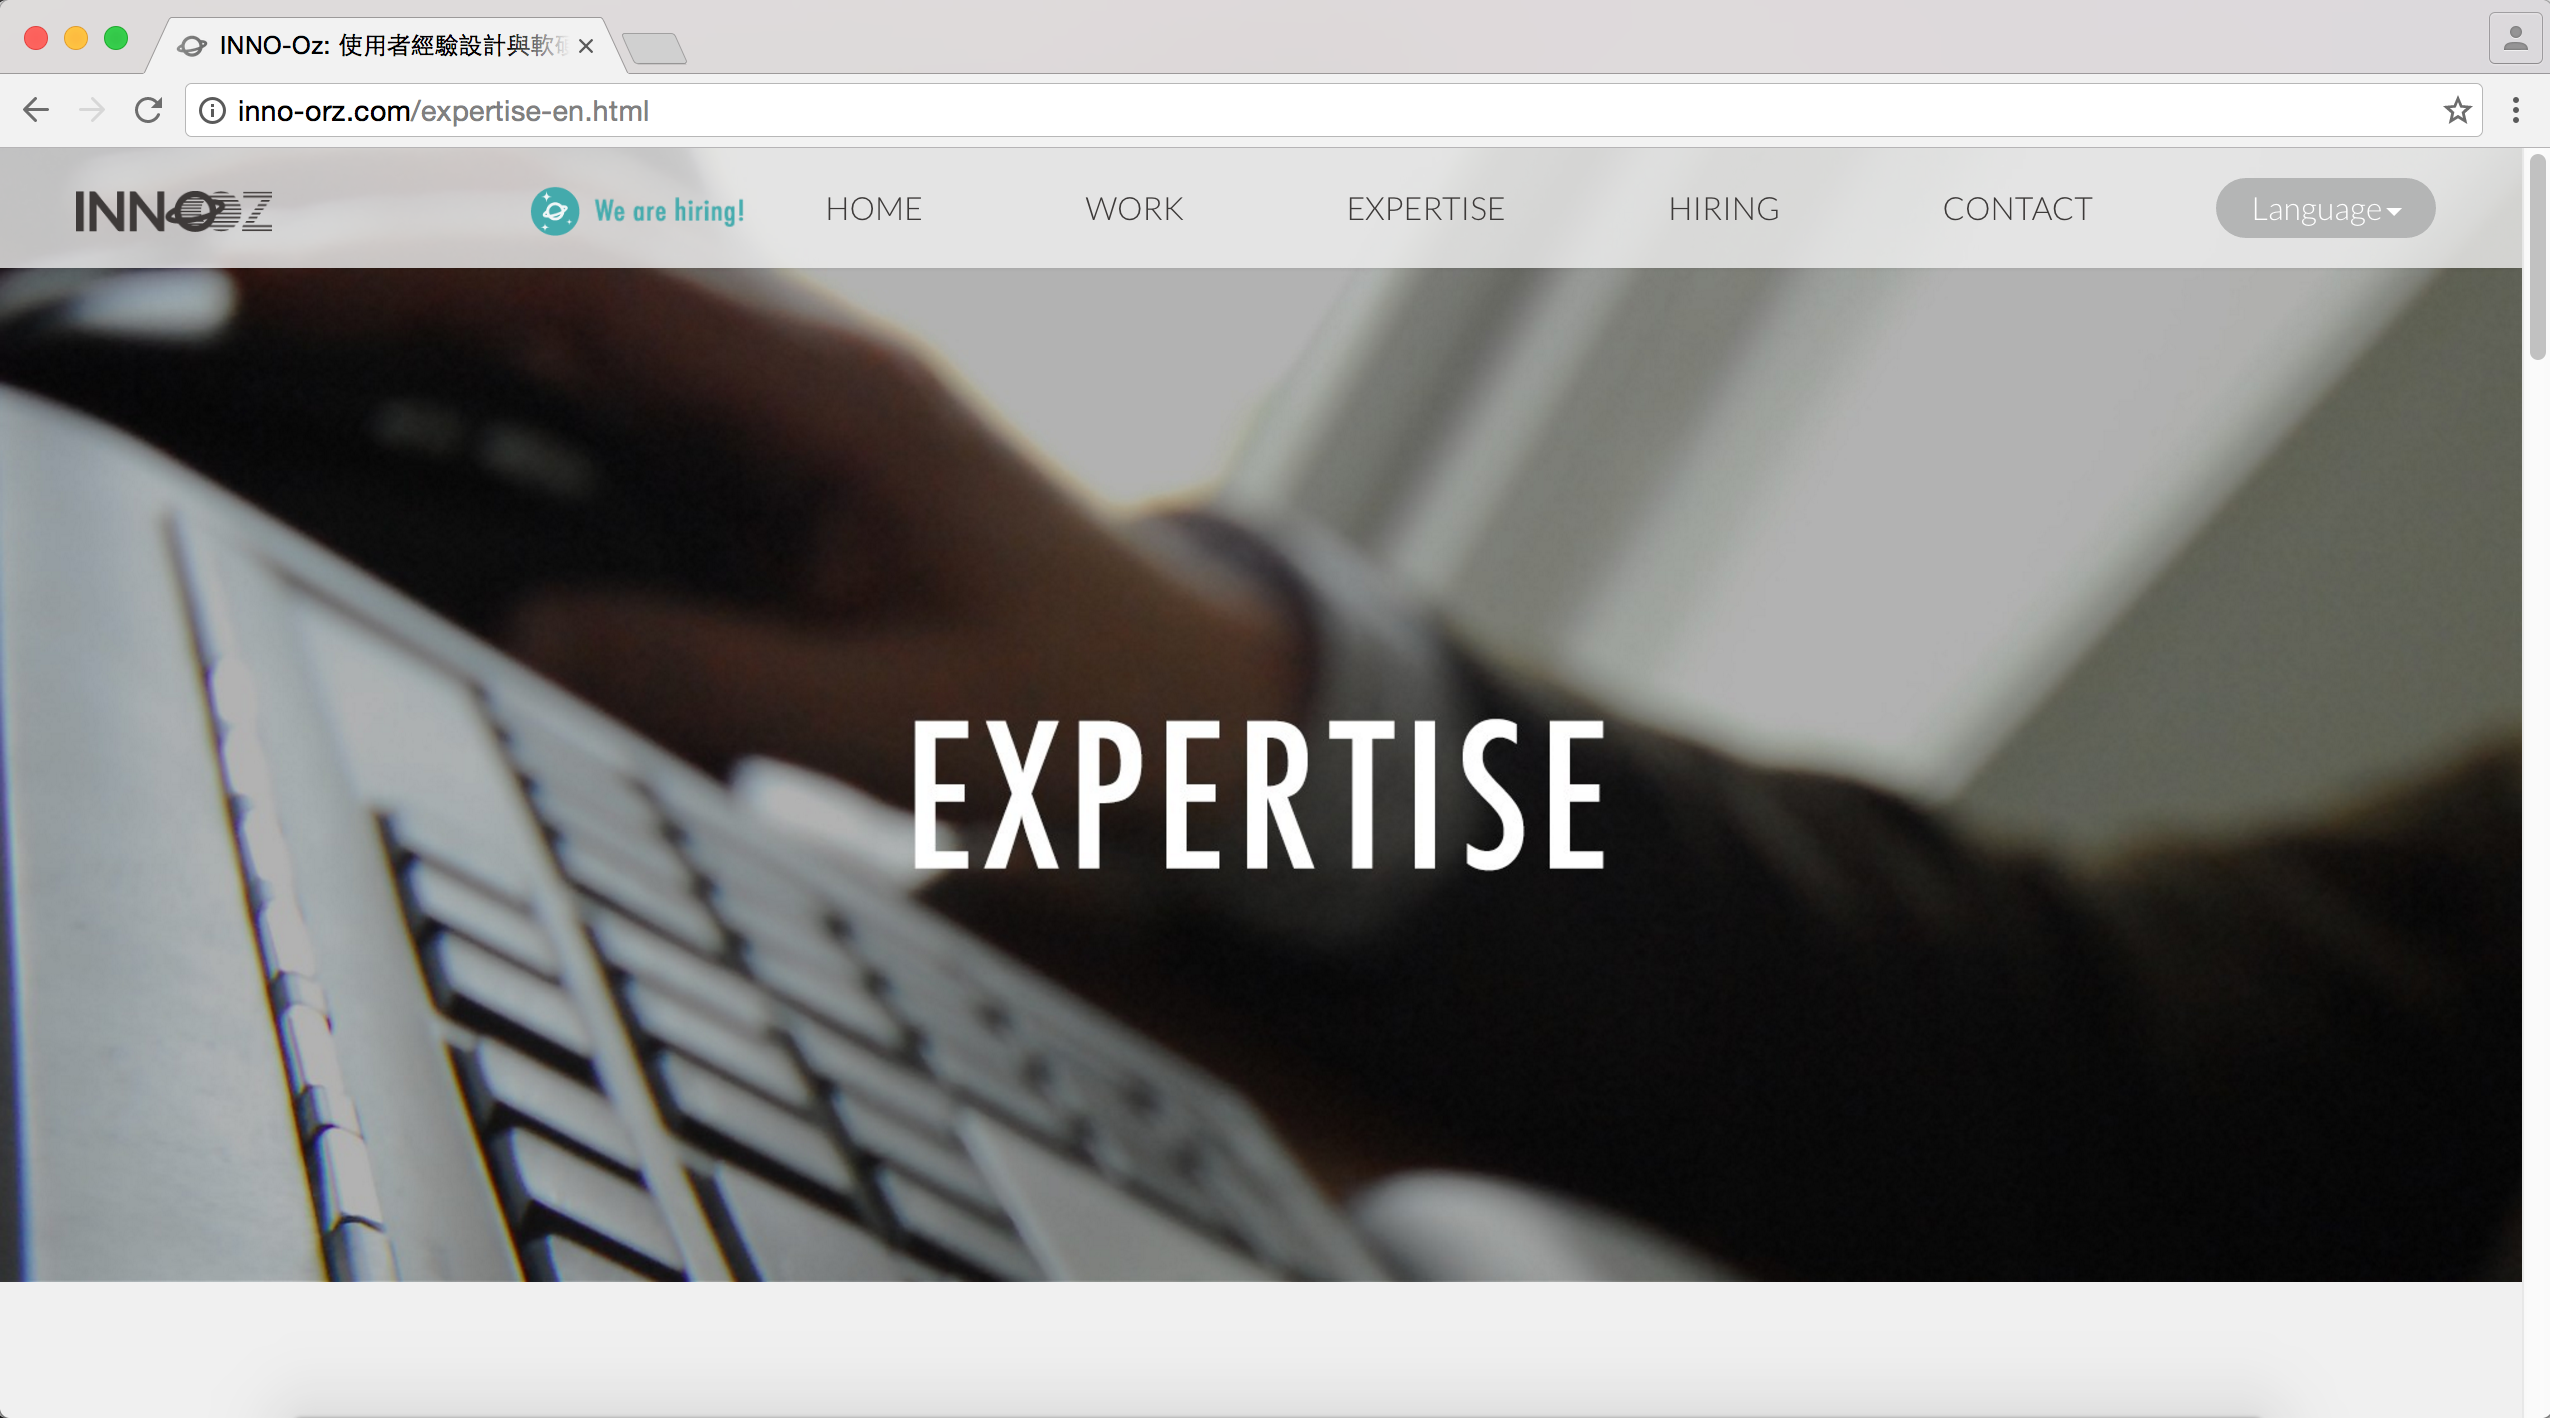 INNO-Oz: 使用者經驗設計與軟
inno-orz.com/expertise-en.html
INNOOZ
We are hiring!
HOME
WORK
EXPERTISE
HIRING
CONTACT
Language
EXPERTISE